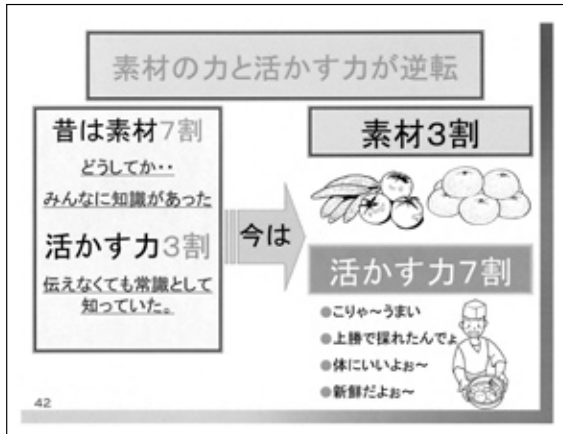 素材の力と活かす力が逆転
昔は素材7割
どうしてか・・
みんなに知識があった
活かす力3割
伝えなくても常識として
知っていた。
今は
素材3割
活かす力7割
●こりゃ～うまい
●上勝で採れたんでょ
●体にいいよぉ～
●新鮮だよぉ～
42